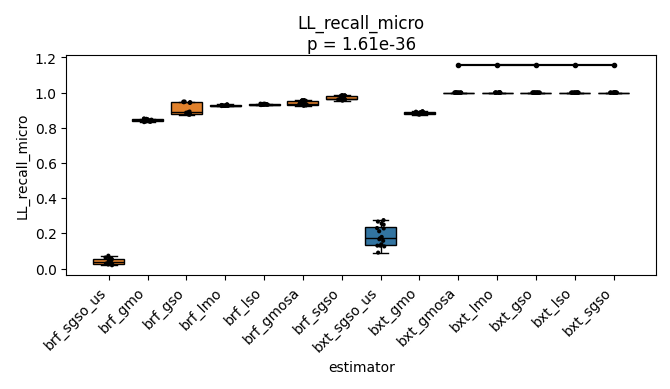 LL_recall_micro
p = 1.61e-36
LL_recall_micro
1.2
1.0
0.8
0.6
0.4
0.2
0.0
brf_sgso_us
brf_gmo
brf_gso
brf_lmo
brf_lso
brf_gmosa
brf_sgso
bxt_sgso_us
bxt_gmo
bxt_gmosa
bxt_lmo
bxt_gso
bxt_lso
bxt_sgso
estimator